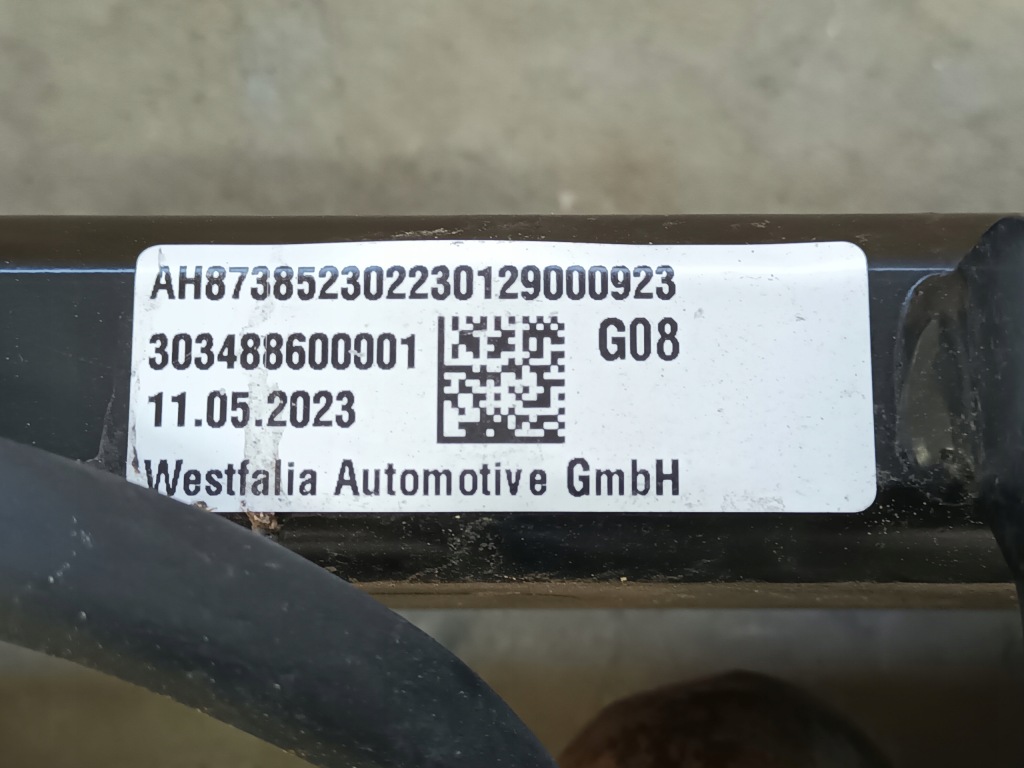 AH8738523022301290000923
303488600001
G08
11.05.2023
Westfalia Automotive GmbH